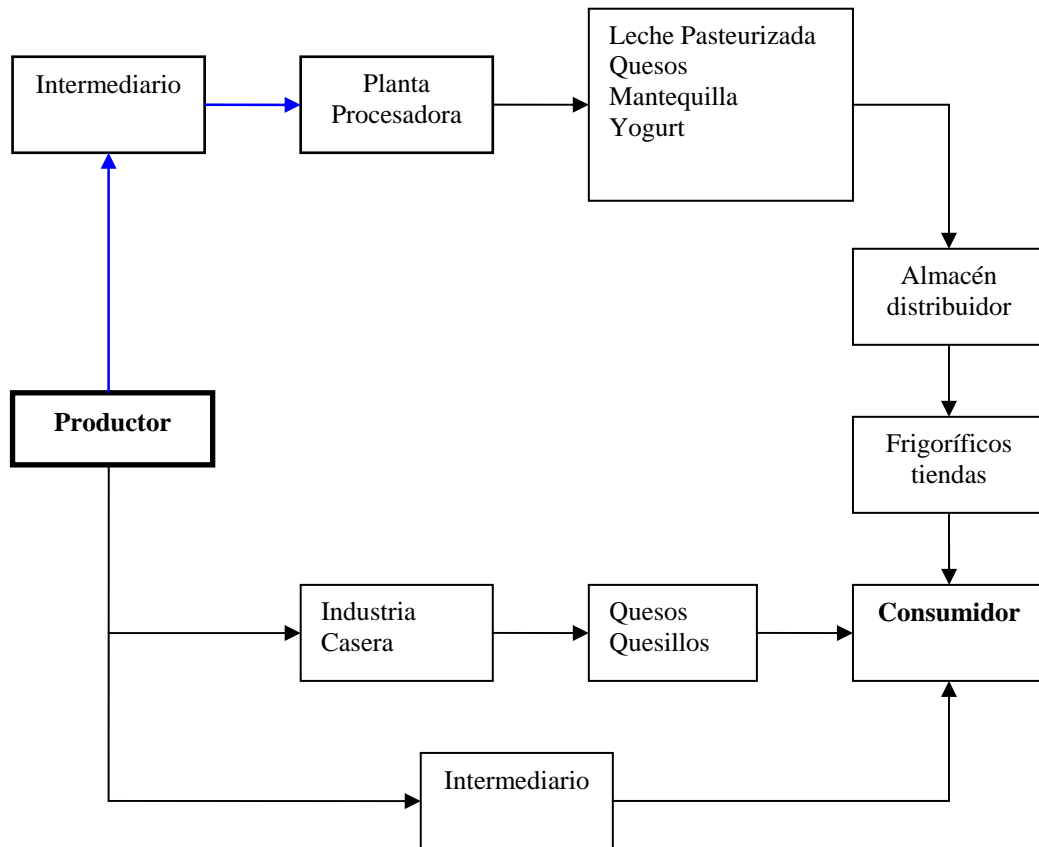 Intermediario
Planta
Procesadora
Leche Pasteurizada
Quesos
Mantequilla
Yogurt
Almacén
distribuidor
Productor
Frigoríficos
tiendas
Industria
Casera
Quesos
Quesillos
Consumidor
Intermediario